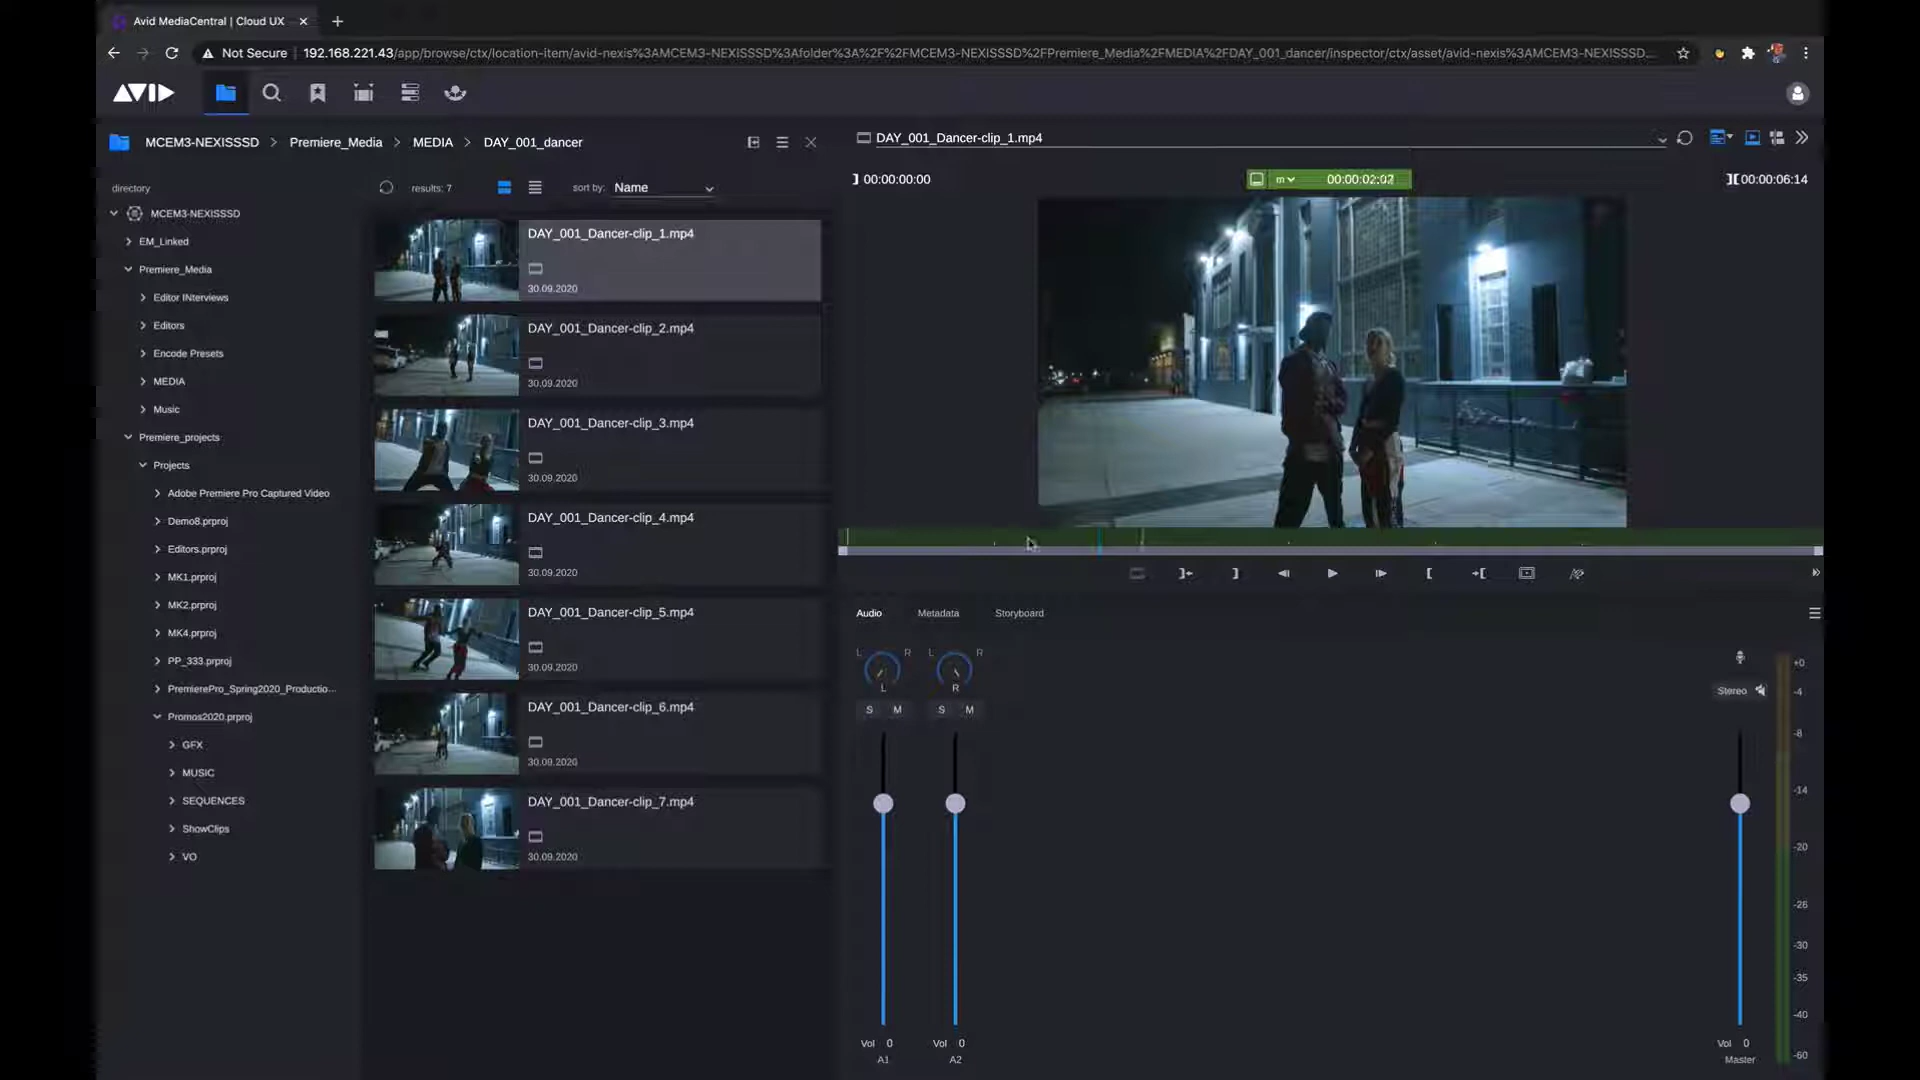 Avid MediaCentral | Cloud UX
Not Secure | 192.168.221.43/app/browse/ctx/location-item/avid-nexis%3AMCEM3-NEXISSSD%3Afolder%3A%2F%2FMCEM3-NEXISSSD%2FPremiere_Media%2FMEDIA%2FDAY_001_dancer/inspector/ctx/asset/avid-nexis%3AMCEM3-NEXISSSD...
AVID
MCEM3-NEXISSSD > Premiere_Media > MEDIA > DAY_001_dancer
DAY_001_Dancer-clip_1.mp4
] 00:00:00:00
m
00:00:02:02
][ 00:00:06:14
directory
results: 7
sort by: Name
MCEM3-NEXISSSD
EM_Linked
Premiere_Media
Editor INterviews
Editors
Encode Presets
MEDIA
Music
Premiere_projects
Projects
Adobe Premiere Pro Captured Video
Demo8.prproj
Editors.prproj
MK1.prproj
MK2.prproj
MK4.prproj
PP_333.prproj
PremierePro_Spring2020_Productio...
Promos2020.prproj
GFX
MUSIC
SEQUENCES
ShowClips
VO
DAY_001_Dancer-clip_1.mp4
30.09.2020
DAY_001_Dancer-clip_2.mp4
30.09.2020
DAY_001_Dancer-clip_3.mp4
30.09.2020
DAY_001_Dancer-clip_4.mp4
30.09.2020
DAY_001_Dancer-clip_5.mp4
30.09.2020
DAY_001_Dancer-clip_6.mp4
30.09.2020
DAY_001_Dancer-clip_7.mp4
30.09.2020
Audio Metadata Storyboard
L R L R
L R
S M S M
Stereo
+0
-4
-8
-14
-20
-26
-30
-35
-40
-60
Vol 0 Vol 0 Vol 0
A1 A2 Master